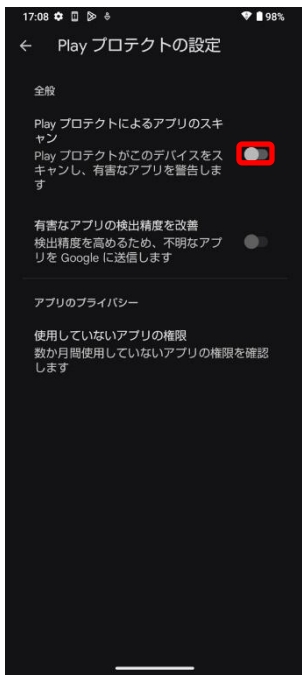 17:08 98%
Play プロテクトの設定
全般
Play プロテクトによるアプリのスキ
ャン
Play プロテクトがこのデバイスをス
キャンし、有害なアプリを警告しま
す
有害なアプリの検出精度を改善
検出精度を高めるため、不明なアプ
リを Google に送信します
アプリのプライバシー
使用していないアプリの権限
数か月間使用していないアプリの権限を確認
します